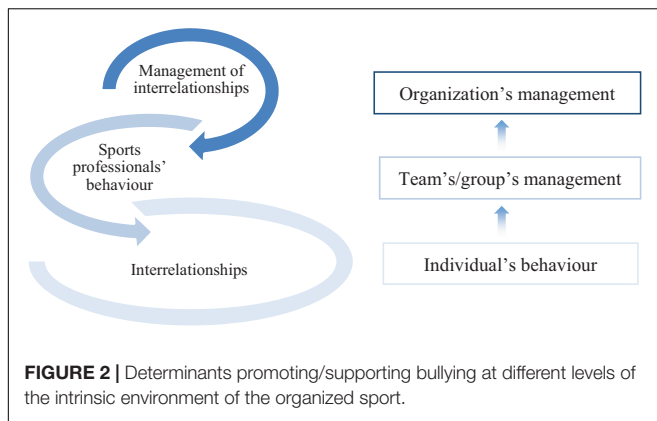 Management of
interrelationships
Sports
professionals'
behaviour
Interrelationships
Organization's management
Team's/group's management
Individual's behaviour
FIGURE 2 | Determinants promoting/supporting bullying at different levels of
the intrinsic environment of the organized sport.